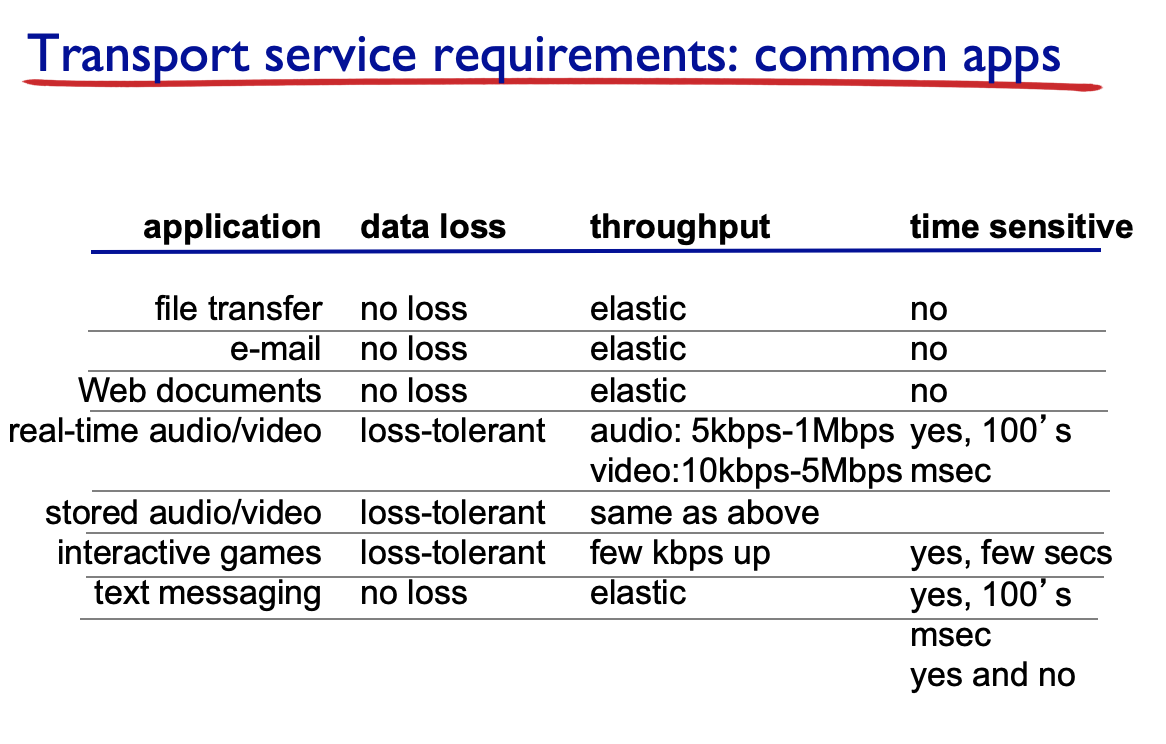 Transport service requirements: common apps
application data loss throughput time sensitive
file transfer no loss elastic no
e-mail no loss elastic no
Web documents no loss elastic no
real-time audio/video loss-tolerant audio: 5kbps-1Mbps yes, 100’s
video:10kbps-5Mbps msec
stored audio/video loss-tolerant same as above
interactive games loss-tolerant few kbps up yes, few secs
text messaging no loss elastic yes, 100’s
msec
yes and no